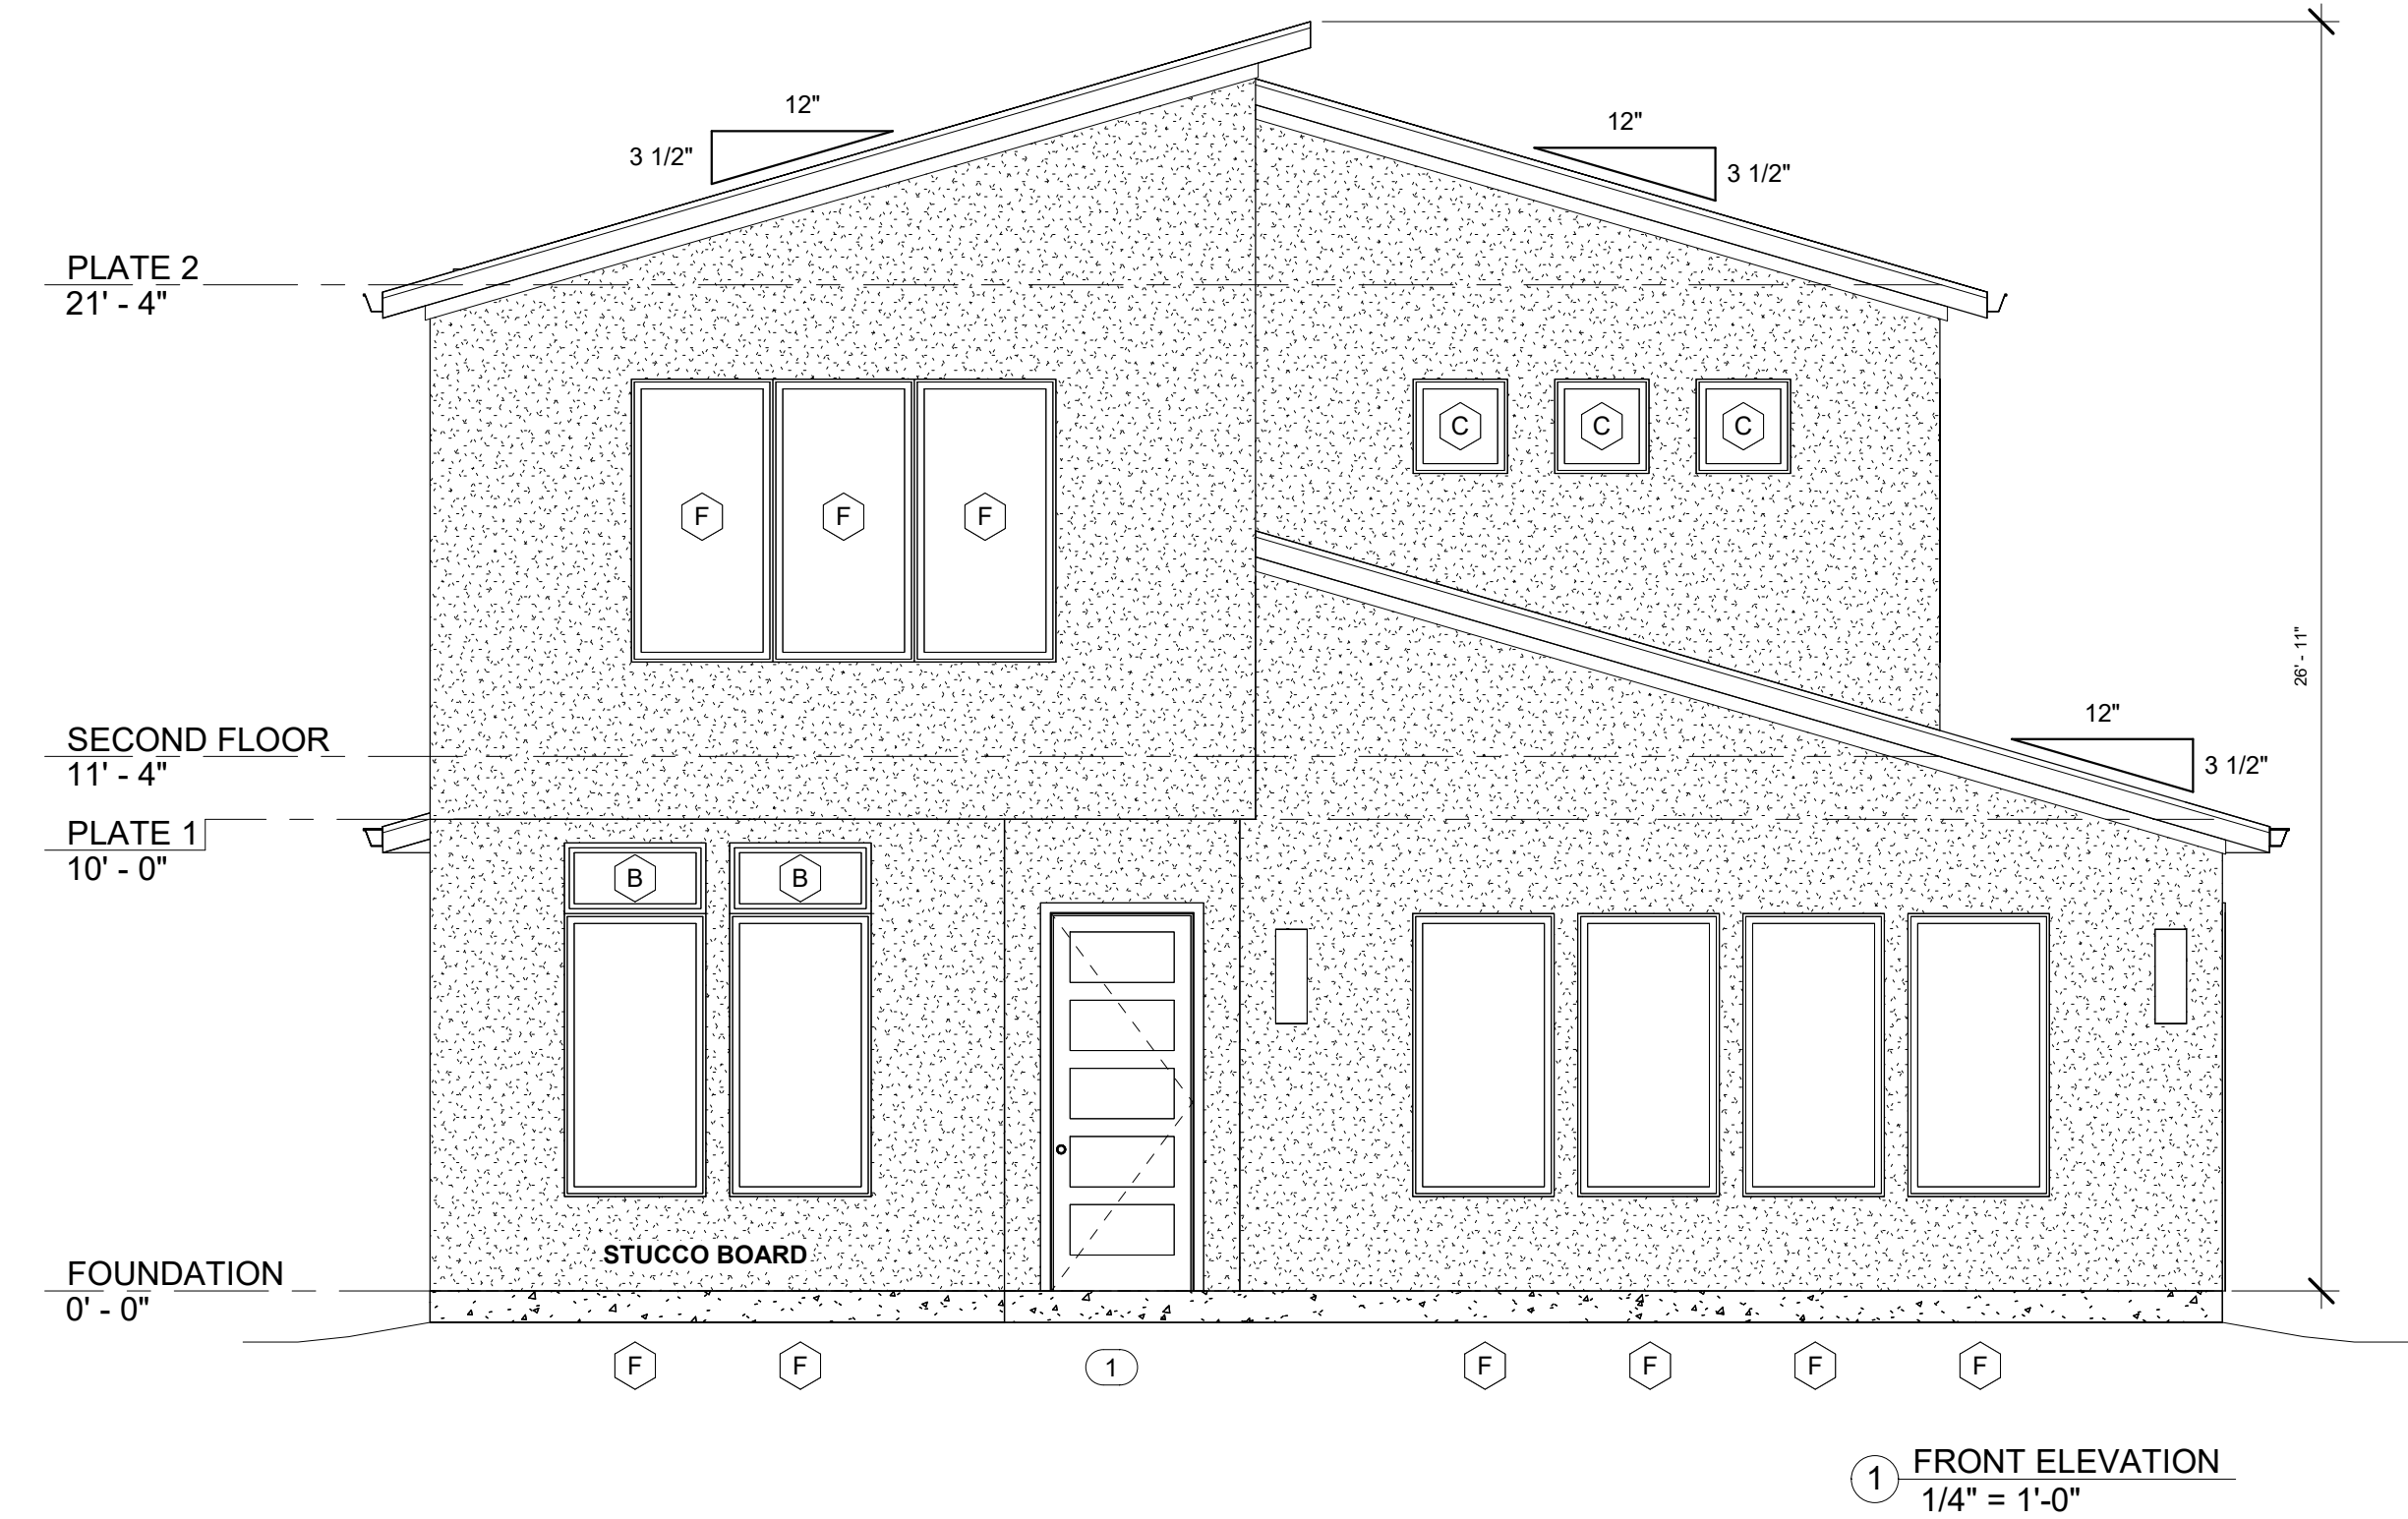 12"
3 1/2"
12"
3 1/2"
PLATE 2
21' - 4"
C
C
C
F
F
F
26' - 11"
12"
3 1/2"
SECOND FLOOR
11' - 4"
PLATE 1
10' - 0"
B
B
STUCCO BOARD
FOUNDATION
0' - 0"
F
F
1
F
F
F
F
1
FRONT ELEVATION
1/4" = 1'-0"